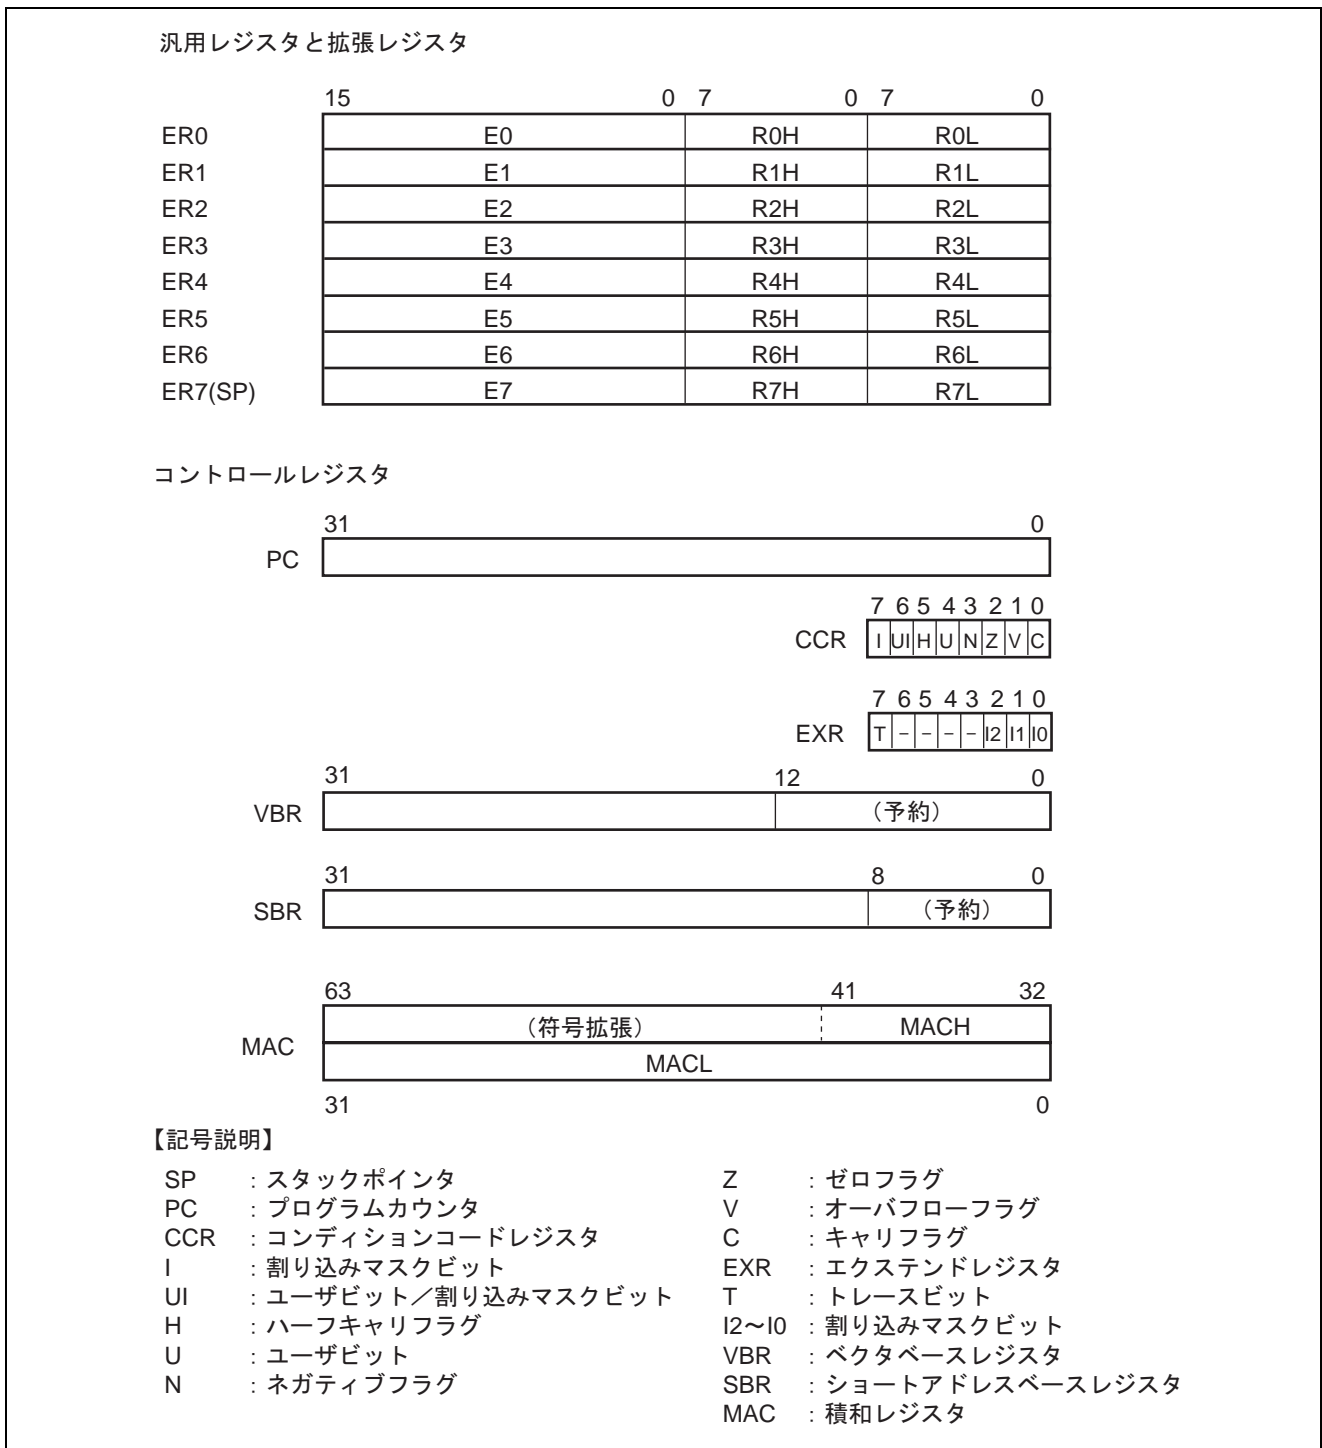 汎用レジスタと拡張レジスタ
15 0 7 0 7 0
ER0 E0 R0H R0L
ER1 E1 R1H R1L
ER2 E2 R2H R2L
ER3 E3 R3H R3L
ER4 E4 R4H R4L
ER5 E5 R5H R5L
ER6 E6 R6H R6L
ER7(SP) E7 R7H R7L
コントロールレジスタ
31 0
PC
7 6 5 4 3 2 1 0
CCR I UI H U N Z V C
7 6 5 4 3 2 1 0
EXR T - - - - I2 I1 I0
31 12 0
VBR (予約)
31 8 0
SBR (予約)
63 41 32
(符号拡張) MACH
MAC
MACL
31 0
【記号説明】
SP : スタックポインタ
PC : プログラムカウンタ
CCR : コンディションコードレジスタ
I : 割り込みマスクビット
UI : ユーザビット/割り込みマスクビット
H : ハーフキャリフラグ
U : ユーザビット
N : ネガティブフラグ
Z : ゼロフラグ
V : オーバフローフラグ
C : キャリフラグ
EXR : エクステンドレジスタ
T : トレースビット
I2~I0 : 割り込みマスクビット
VBR : ベクタベースレジスタ
SBR : ショートアドレスベースレジスタ
MAC : 積和レジスタ